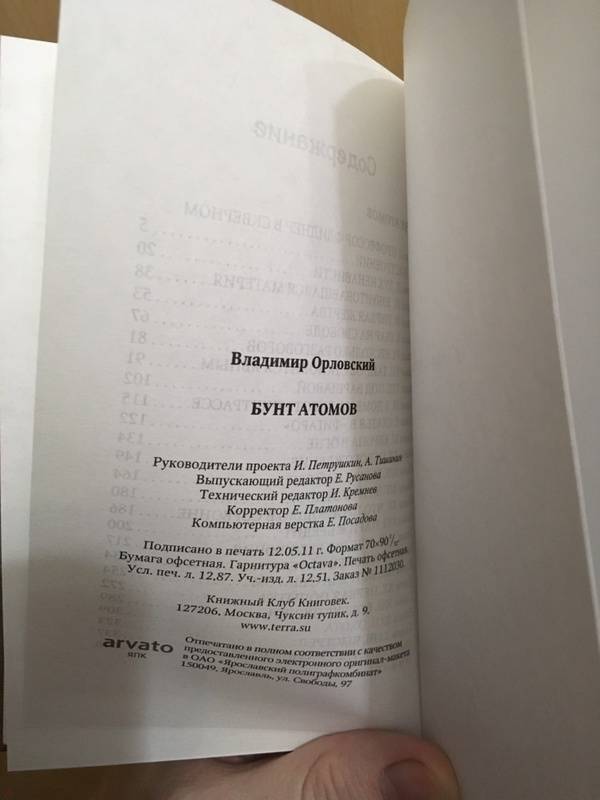 Владимир Орловский
БУНТ АТОМОВ
Руководители проекта И. Петрушкин, А. Тишинин
Выпускающий редактор Е. Русанова
Технический редактор И. Кремнев
Корректор Е. Платонова
Компьютерная верстка Е. Посадова
Подписано в печать 12.05.11 г. Формат 70×90 1/32
Бумага офсетная. Гарнитура «Octava». Печать офсетная.
Усл. печ. л. 12,87. Уч.-изд. л. 12,51. Заказ № 1112030.
Книжный Клуб Книговек.
127206, Москва, Чуксин тупик, д. 9.
www.terra.su
arvato
ЯПК
Отпечатано в полном соответствии с качеством
предоставленного электронного оригинал-макета
в ОАО «Ярославский полиграфкомбинат»
150049, Ярославль, ул. Свободы, 97